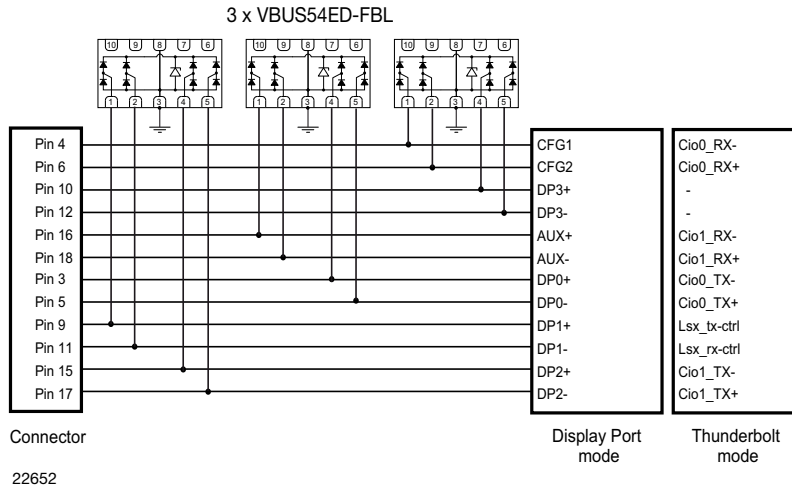 3 x VBUS54ED-FBL
10 9 8 7 6 10 9 8 7 6 10 9 8 7 6
1 2 3 4 5 1 2 3 4 5 1 2 3 4 5
Pin 4 CFG1 Cio0_RX-
Pin 6 CFG2 Cio0_RX+
Pin 10 DP3+ -
Pin 12 DP3- -
Pin 16 AUX+ Cio1_RX-
Pin 18 AUX- Cio1_RX+
Pin 3 DP0+ Cio0_TX-
Pin 5 DP0- Cio0_TX+
Pin 9 DP1+ Lsx_tx-ctrl
Pin 11 DP1- Lsx_rx-ctrl
Pin 15 DP2+ Cio1_TX-
Pin 17 DP2- Cio1_TX+
Connector Display Port Thunderbolt
mode mode
22652